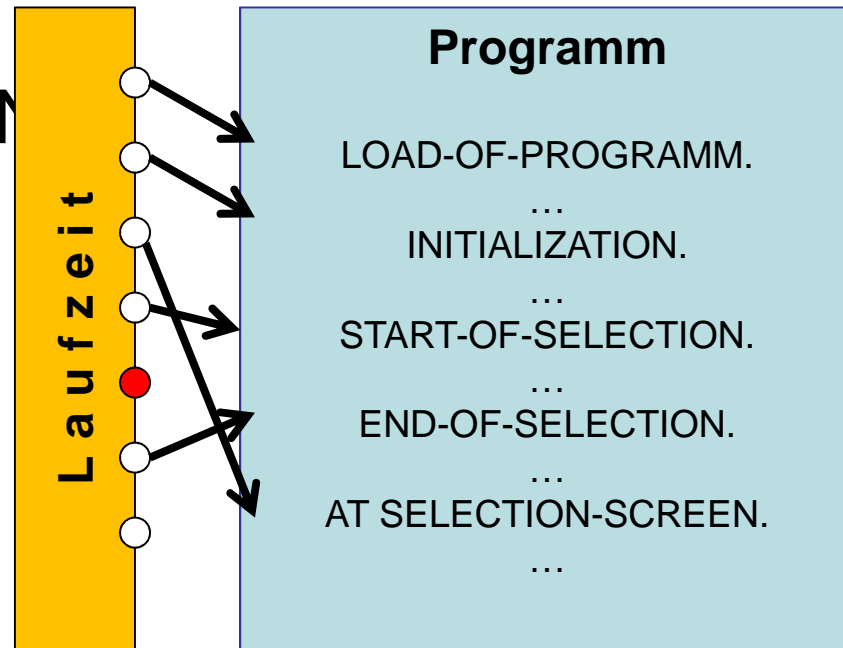 Programm
Laufzeit
LOAD-OF-PROGRAMM.
…
INITIALIZATION.
…
START-OF-SELECTION.
…
END-OF-SELECTION.
…
AT SELECTION-SCREEN.
…